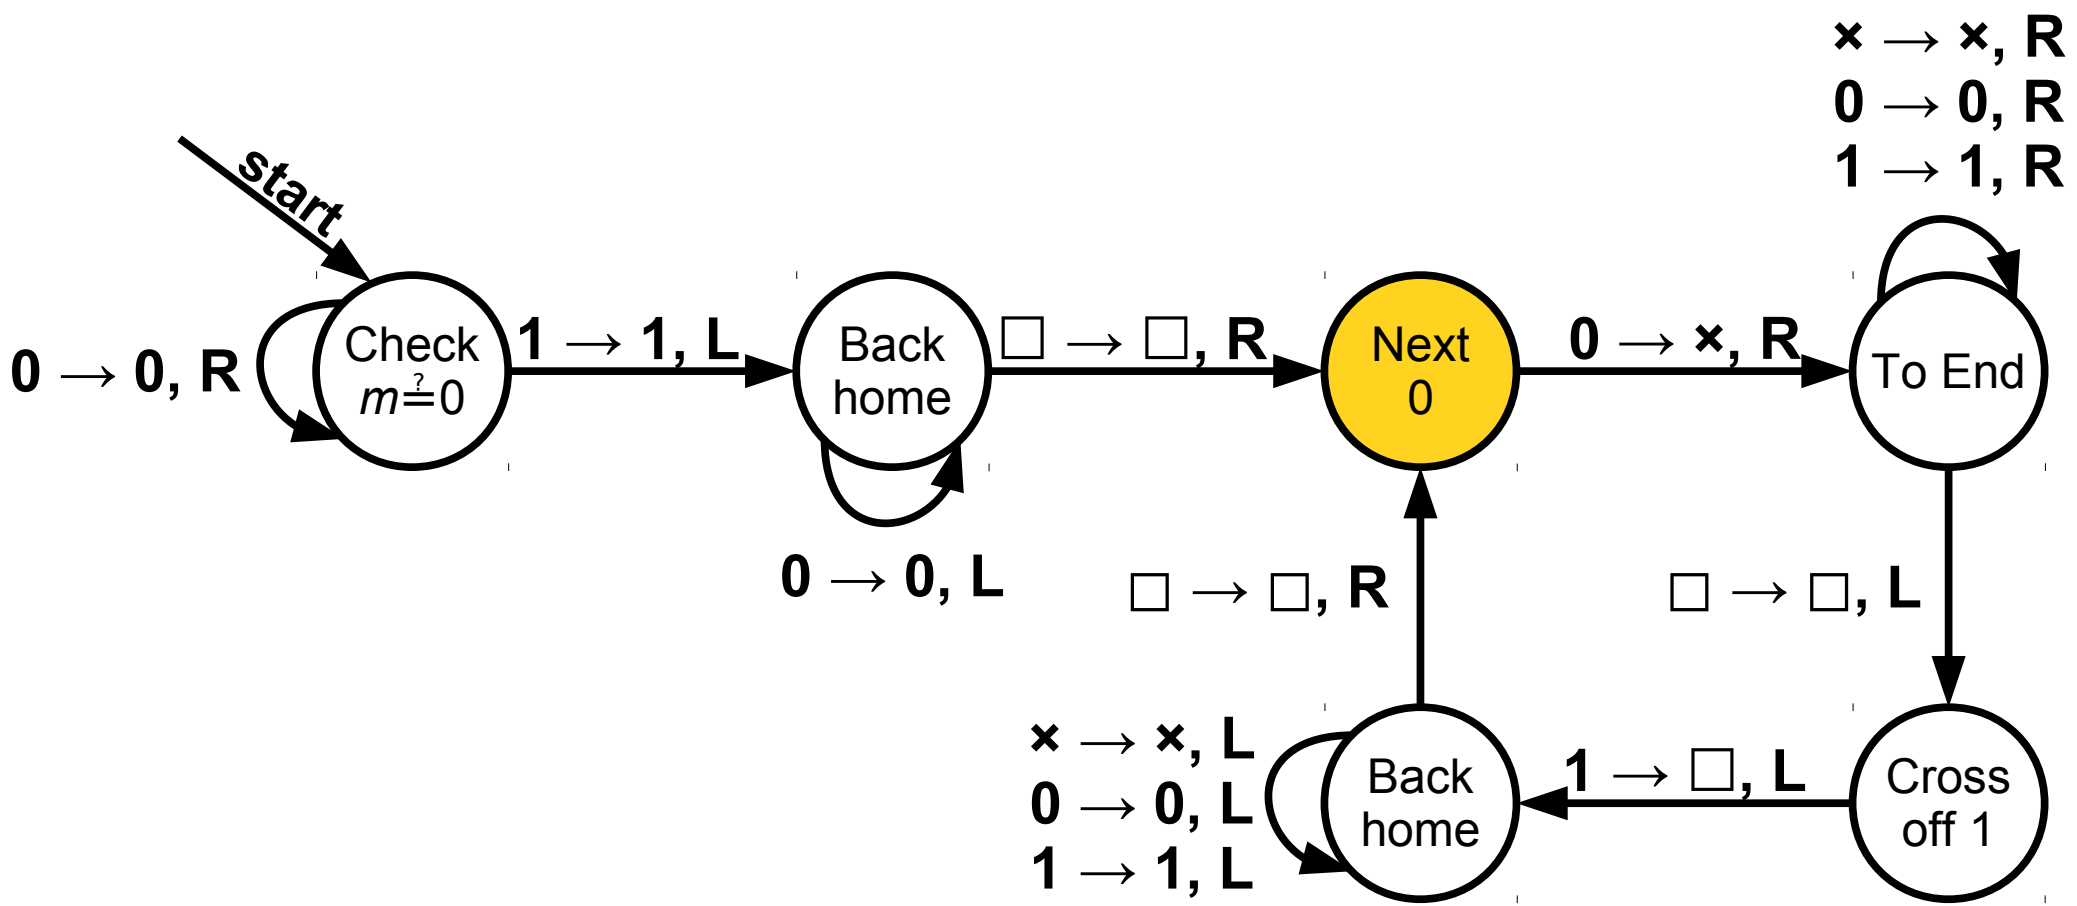 × → ×, R
0 → 0, R
1 → 1, R
start
0 → 0, R
Check
m≟0
1 → 1, L
Back
home
□ → □, R
Next
0
0 → ×, R
To End
0 → 0, L
□ → □, R
□ → □, L
× → ×, L
0 → 0, L
1 → 1, L
Back
home
1 → □, L
Cross
off 1